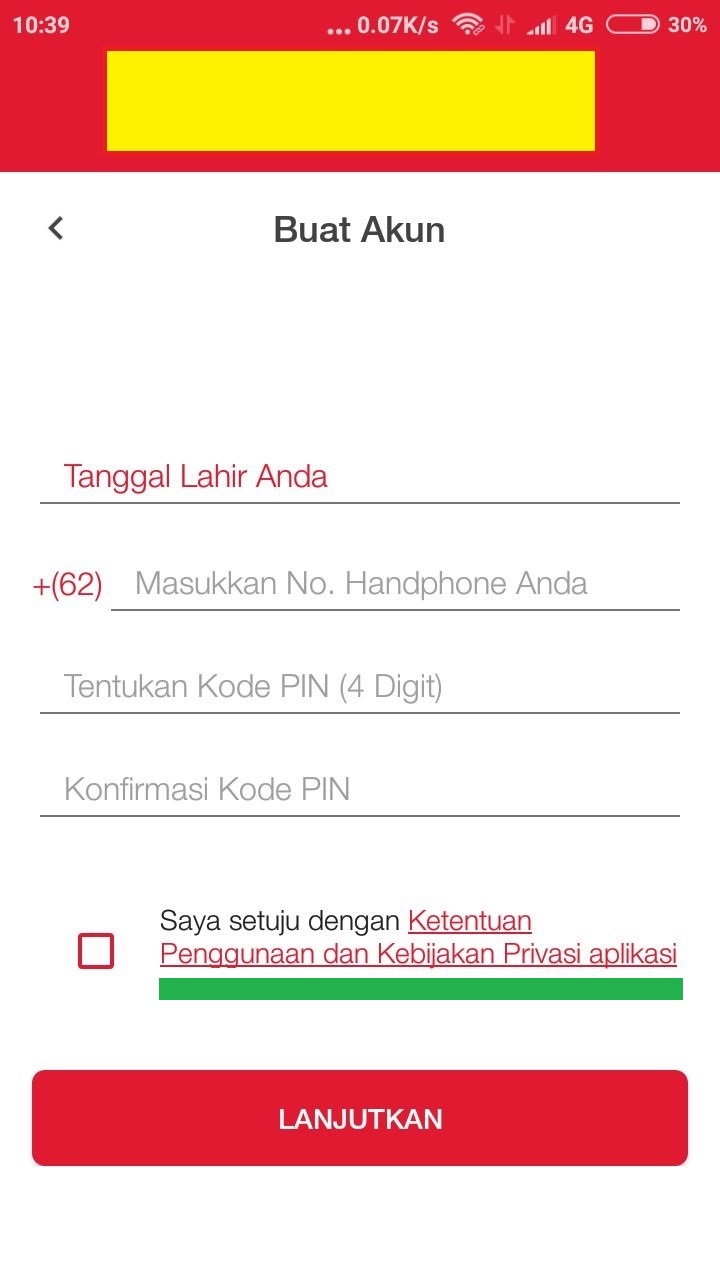 10:39 ... 0.07K/s 4G 30%
Buat Akun
Tanggal Lahir Anda
+(62) Masukkan No. Handphone Anda
Tentukan Kode PIN (4 Digit)
Konfirmasi Kode PIN
Saya setuju dengan Ketentuan
Penggunaan dan Kebijakan Privasi aplikasi
LANJUTKAN